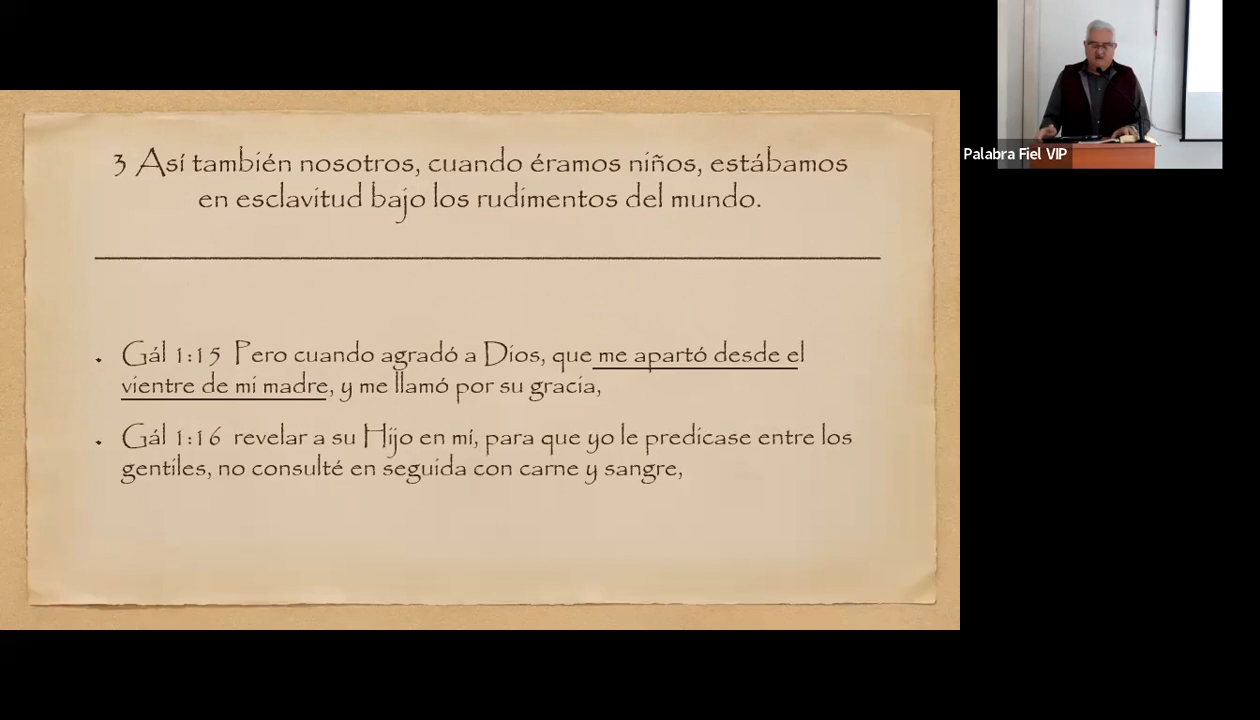 3 Así también nosotros, cuando éramos niños, estábamos
en esclavitud bajo los rudimentos del mundo.
• Gál 1:15 Pero cuando agradó a Dios, que me apartó desde el
vientre de mi madre, y me llamó por su gracia,
• Gál 1:16 revelar a su Hijo en mí, para que yo le predicase entre los
gentiles, no consulté en seguida con carne y sangre,
Palabra Fiel VIP